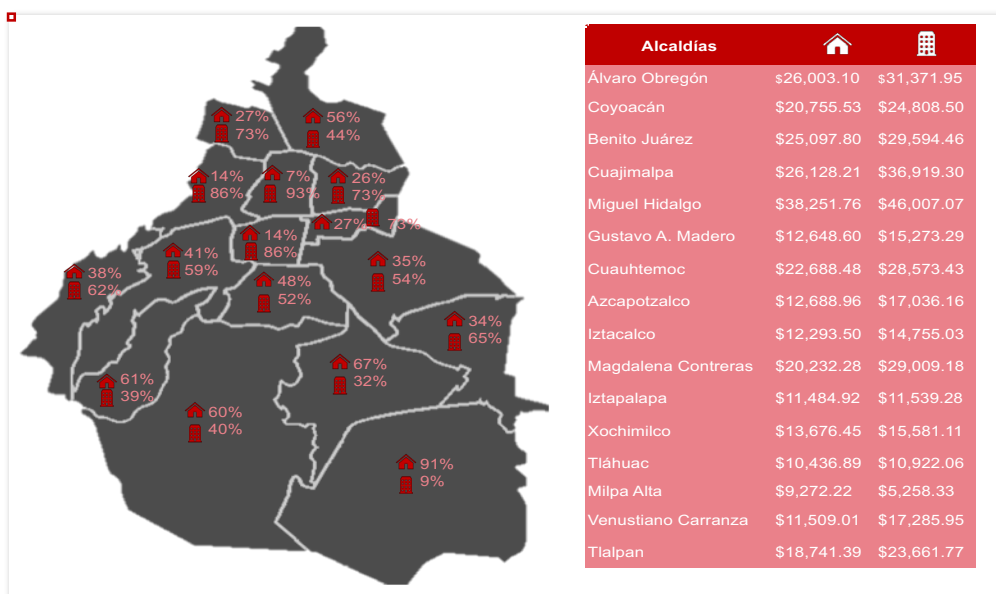 27%
73%
56%
44%
14%
86%
7%
93%
26%
73%
27%
73%
14%
86%
41%
59%
38%
62%
35%
54%
48%
52%
34%
65%
67%
32%
61%
39%
60%
40%
91%
9%
Alcaldías
Álvaro Obregón $26,003.10 $31,371.95
Coyoacán $20,755.53 $24,808.50
Benito Juárez $25,097.80 $29,594.46
Cuajimalpa $26,128.21 $36,919.30
Miguel Hidalgo $38,251.76 $46,007.07
Gustavo A. Madero $12,648.60 $15,273.29
Cuauhtemoc $22,688.48 $28,573.43
Azcapotzalco $12,688.96 $17,036.16
Iztacalco $12,293.50 $14,755.03
Magdalena Contreras $20,232.28 $29,009.18
Iztapalapa $11,484.92 $11,539.28
Xochimilco $13,676.45 $15,581.11
Tláhuac $10,436.89 $10,922.06
Milpa Alta $9,272.22 $5,258.33
Venustiano Carranza $11,509.01 $17,285.95
Tlalpan $18,741.39 $23,661.77